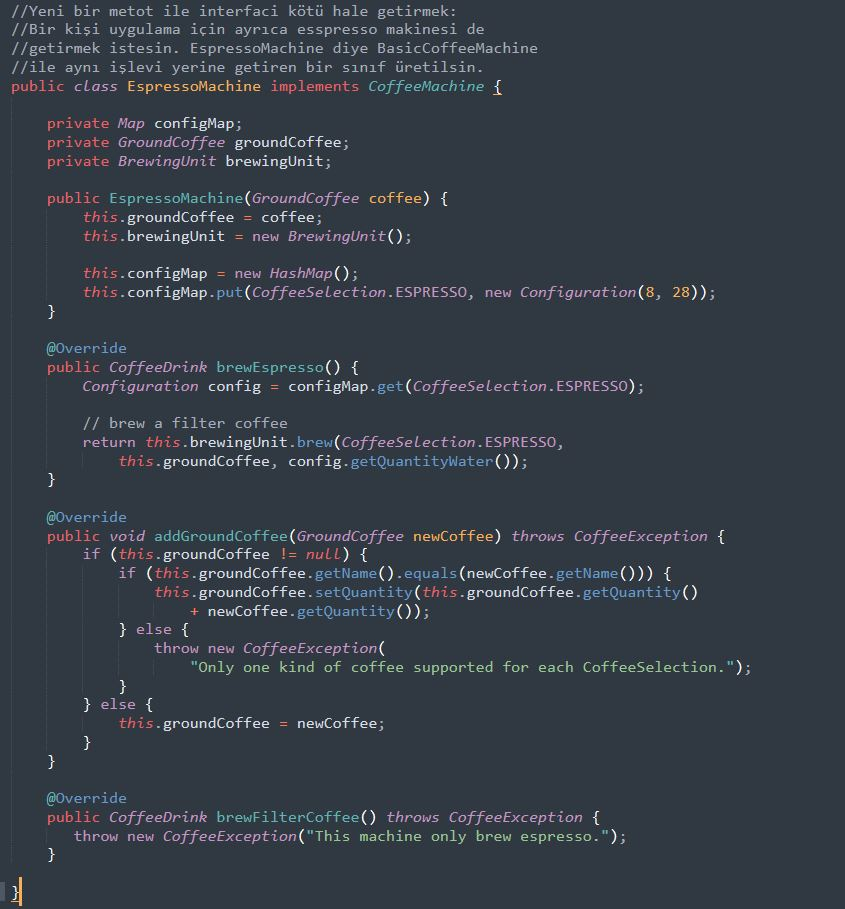 //Yeni bir metot ile interfaci kötü hale getirmek:
//Bir kişi uygulama için ayrıca esspresso makinesi de
//getirmek istesin. EspressoMachine diye BasicCoffeeMachine
//ile aynı işlevi yerine getiren bir sınıf üretilsin.
public class EspressoMachine implements CoffeeMachine {

    private Map configMap;
    private GroundCoffee groundCoffee;
    private BrewingUnit brewingUnit;

    public EspressoMachine(GroundCoffee coffee) {
        this.groundCoffee = coffee;
        this.brewingUnit = new BrewingUnit();

        this.configMap = new HashMap();
        this.configMap.put(CoffeeSelection.ESPRESSO, new Configuration(8, 28));
    }

    @Override
    public CoffeeDrink brewEspresso() {
        Configuration config = configMap.get(CoffeeSelection.ESPRESSO);

        // brew a filter coffee
        return this.brewingUnit.brew(CoffeeSelection.ESPRESSO,
            this.groundCoffee, config.getQuantityWater());
    }

    @Override
    public void addGroundCoffee(GroundCoffee newCoffee) throws CoffeeException {
        if (this.groundCoffee != null) {
            if (this.groundCoffee.getName().equals(newCoffee.getName())) {
                this.groundCoffee.setQuantity(this.groundCoffee.getQuantity()
                    + newCoffee.getQuantity());
            } else {
                throw new CoffeeException(
                    "Only one kind of coffee supported for each CoffeeSelection.");
            }
        } else {
            this.groundCoffee = newCoffee;
        }
    }

    @Override
    public CoffeeDrink brewFilterCoffee() throws CoffeeException {
       throw new CoffeeException("This machine only brew espresso.");
    }

}